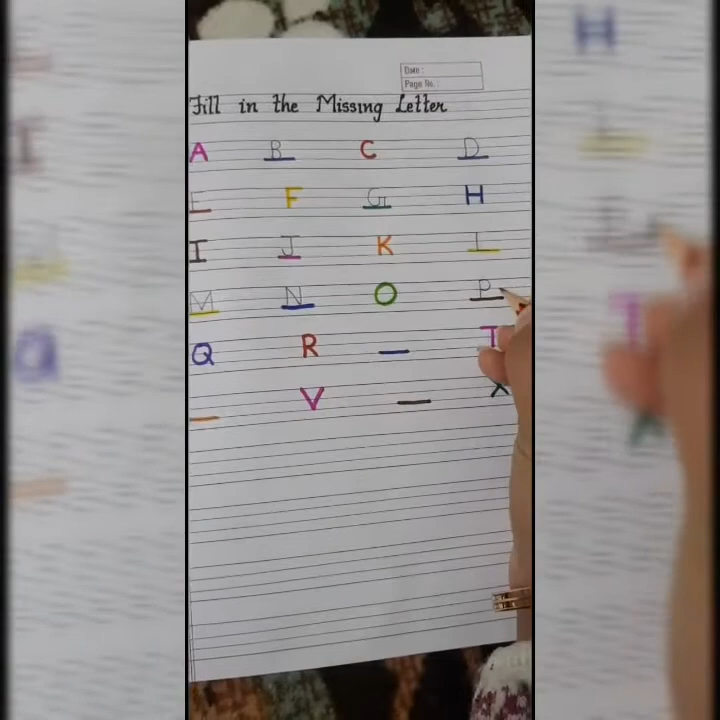 Date :
Page No. :
Fill in the Missing Letter
A B C D
E F G H
I J K L
M N O P
Q R _ T
_ V _ X